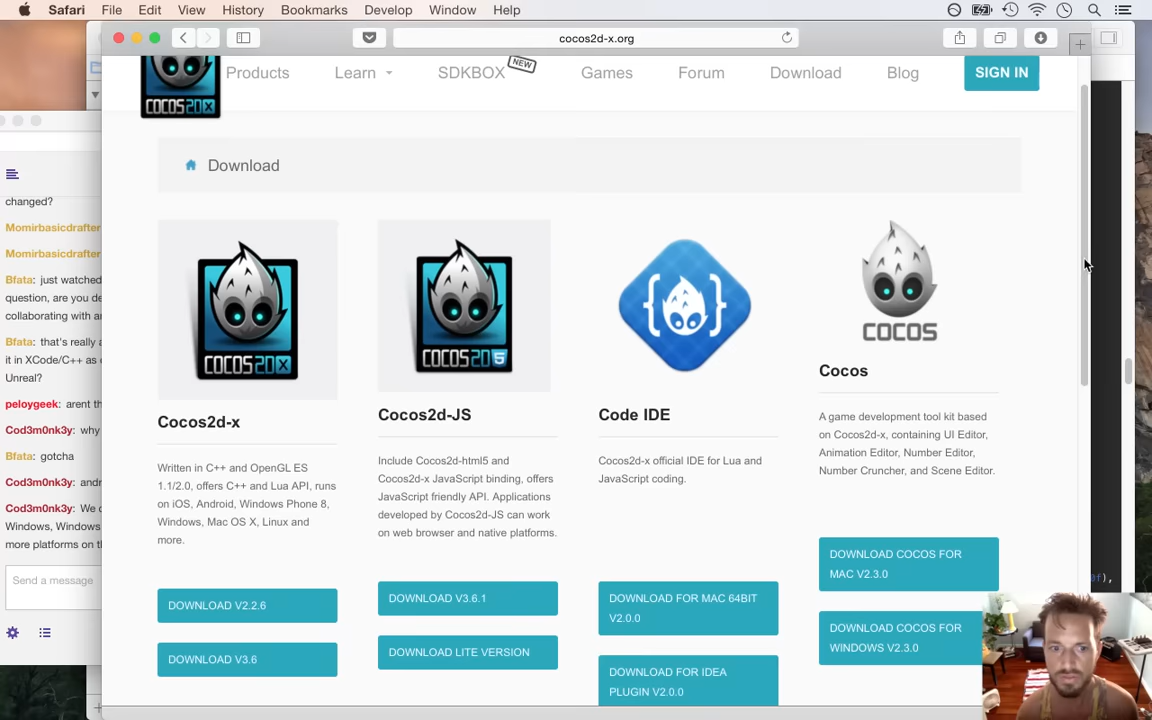 Safari File Edit View History Bookmarks Develop Window Help
cocos2d-x.org
COCOS2DX
Products Learn SDKBOX NEW Games Forum Download Blog SIGN IN
Download
changed?
Momirbasicdrafter
Momirbasicdrafter
Bfata: just watched
question, are you de
collaborating with an
Bfata: that's really a
it in XCode/C++ as o
Unreal?
peloygeek: arent th
Cod3m0nk3y: why
Bfata: gotcha
Cod3m0nk3y: andr
Cod3m0nk3y: We c
Windows, Windows
more platforms on th
Send a message
COCOS2DX
Cocos2d-x
Written in C++ and OpenGL ES
1.1/2.0, offers C++ and Lua API, runs
on iOS, Android, Windows Phone 8,
Windows, Mac OS X, Linux and
more.
DOWNLOAD V2.2.6
DOWNLOAD V3.6
COCOS2D 5
Cocos2d-JS
Include Cocos2d-html5 and
Cocos2d-x JavaScript binding, offers
JavaScript friendly API. Applications
developed by Cocos2d-JS can work
on web browser and native platforms.
DOWNLOAD V3.6.1
DOWNLOAD LITE VERSION
{ }
Code IDE
Cocos2d-x official IDE for Lua and
JavaScript coding.
DOWNLOAD FOR MAC 64BIT
V2.0.0
DOWNLOAD FOR IDEA
PLUGIN V2.0.0
COCOS
Cocos
A game development tool kit based
on Cocos2d-x, containing UI Editor,
Animation Editor, Number Editor,
Number Cruncher, and Scene Editor.
DOWNLOAD COCOS FOR
MAC V2.3.0
DOWNLOAD COCOS FOR
WINDOWS V2.3.0
0f),